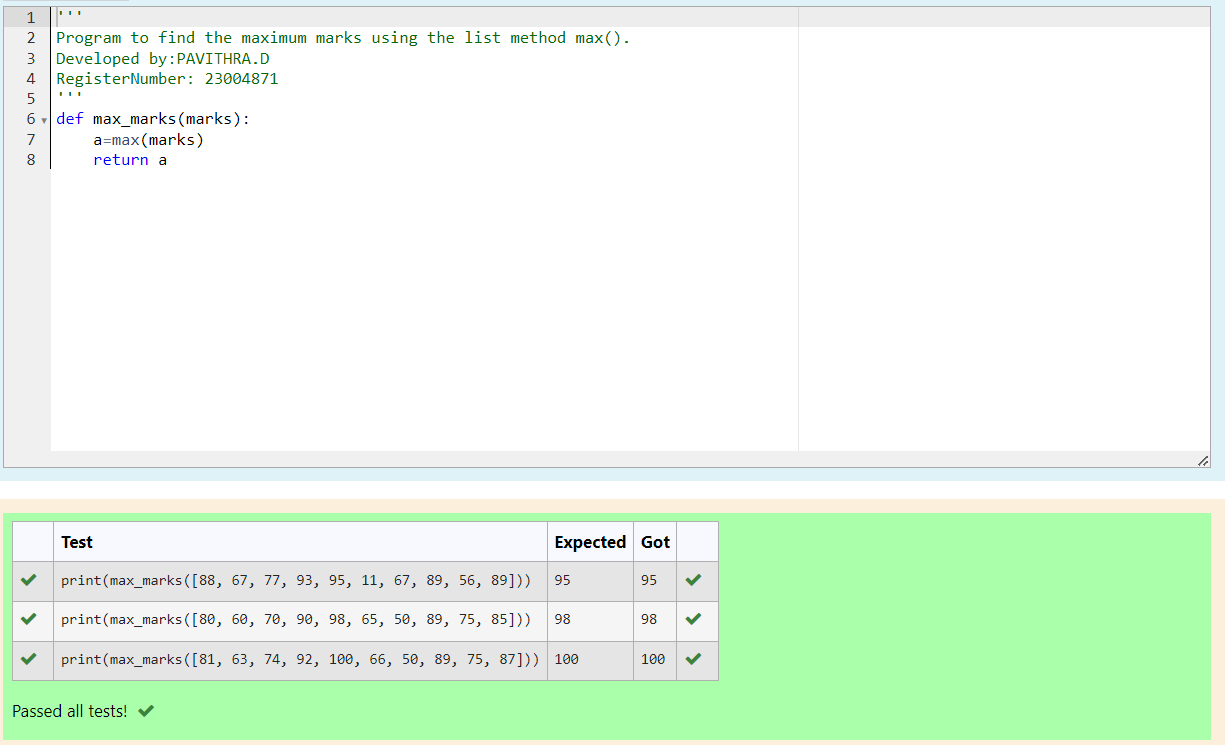 1 '''
2 Program to find the maximum marks using the list method max().
3 Developed by:PAVITHRA.D
4 RegisterNumber: 23004871
5 '''
6 def max_marks(marks):
7     a=max(marks)
8     return a
Test Expected Got
print(max_marks([88, 67, 77, 93, 95, 11, 67, 89, 56, 89])) 95 95
print(max_marks([80, 60, 70, 90, 98, 65, 50, 89, 75, 85])) 98 98
print(max_marks([81, 63, 74, 92, 100, 66, 50, 89, 75, 87])) 100 100
Passed all tests!